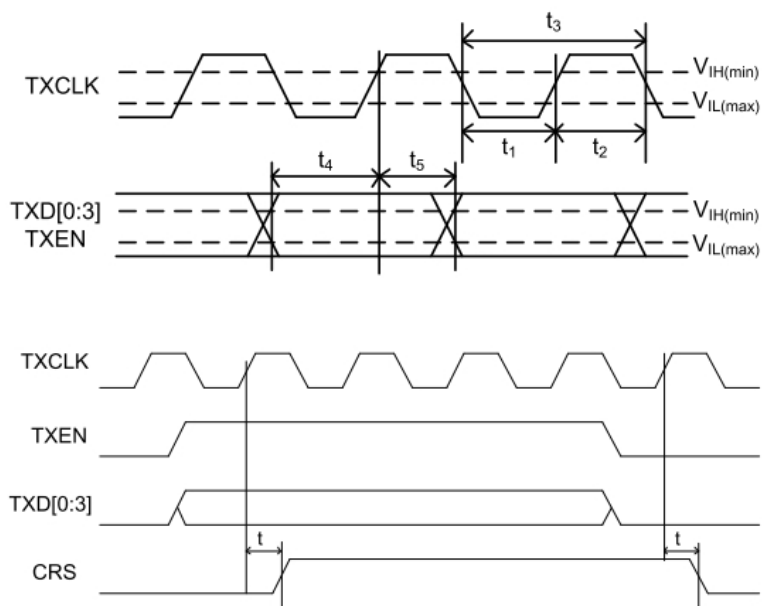 t3
TXCLK
VIH(min)
VIL(max)
t1
t2
t4
t5
TXD[0:3]
TXEN
VIH(min)
VIL(max)
TXCLK
TXEN
TXD[0:3]
t
t
CRS